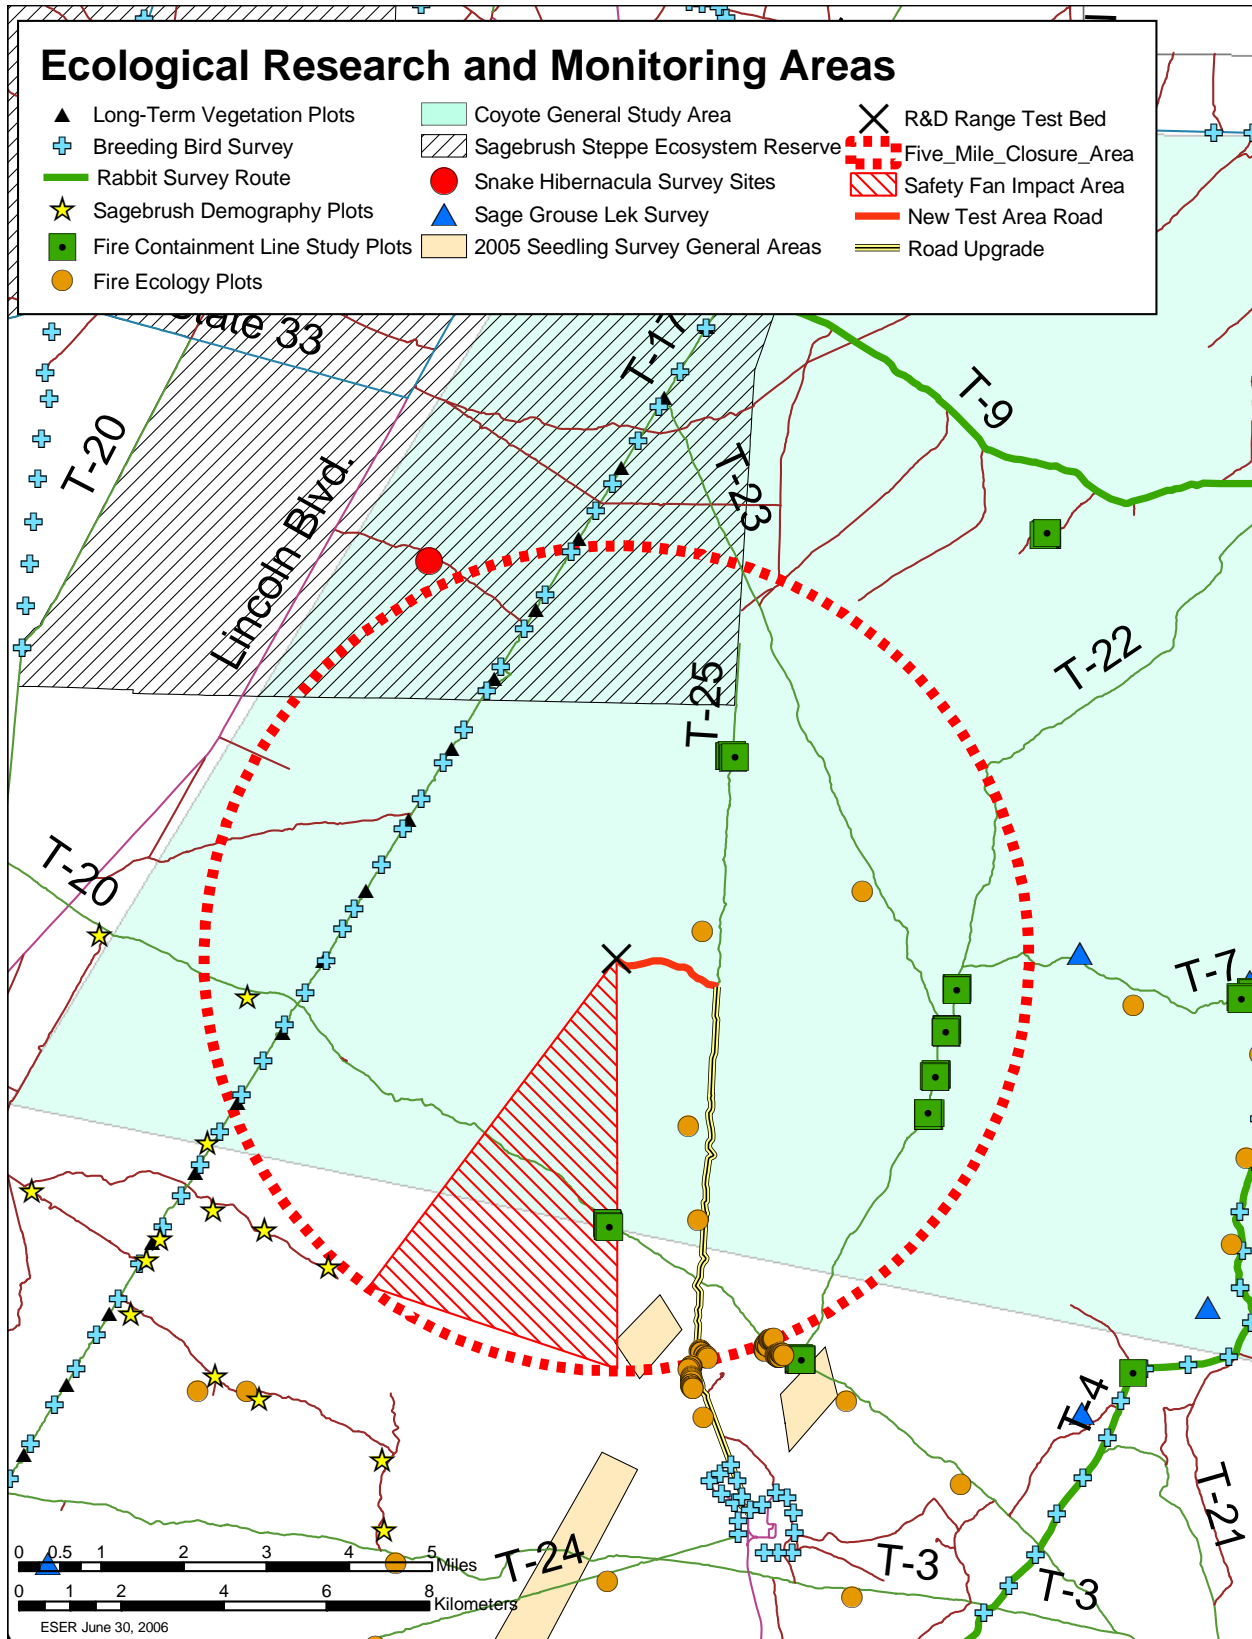 Ecological Research and Monitoring Areas
Long-Term Vegetation Plots
Breeding Bird Survey
Rabbit Survey Route
Sagebrush Demography Plots
Fire Containment Line Study Plots
Fire Ecology Plots
Coyote General Study Area
Sagebrush Steppe Ecosystem Reserve
Snake Hibernacula Survey Sites
Sage Grouse Lek Survey
2005 Seedling Survey General Areas
R&D Range Test Bed
Five_Mile_Closure_Area
Safety Fan Impact Area
New Test Area Road
Road Upgrade
State 33
T-17
T-9
T-20
T-23
Lincoln Blvd.
T-22
T-25
T-20
T-7
T-4
T-21
T-24
T-3
T-3
0 0.5 1 2 3 4 5
Miles
0 1 2 4 6 8
Kilometers
ESER June 30, 2006